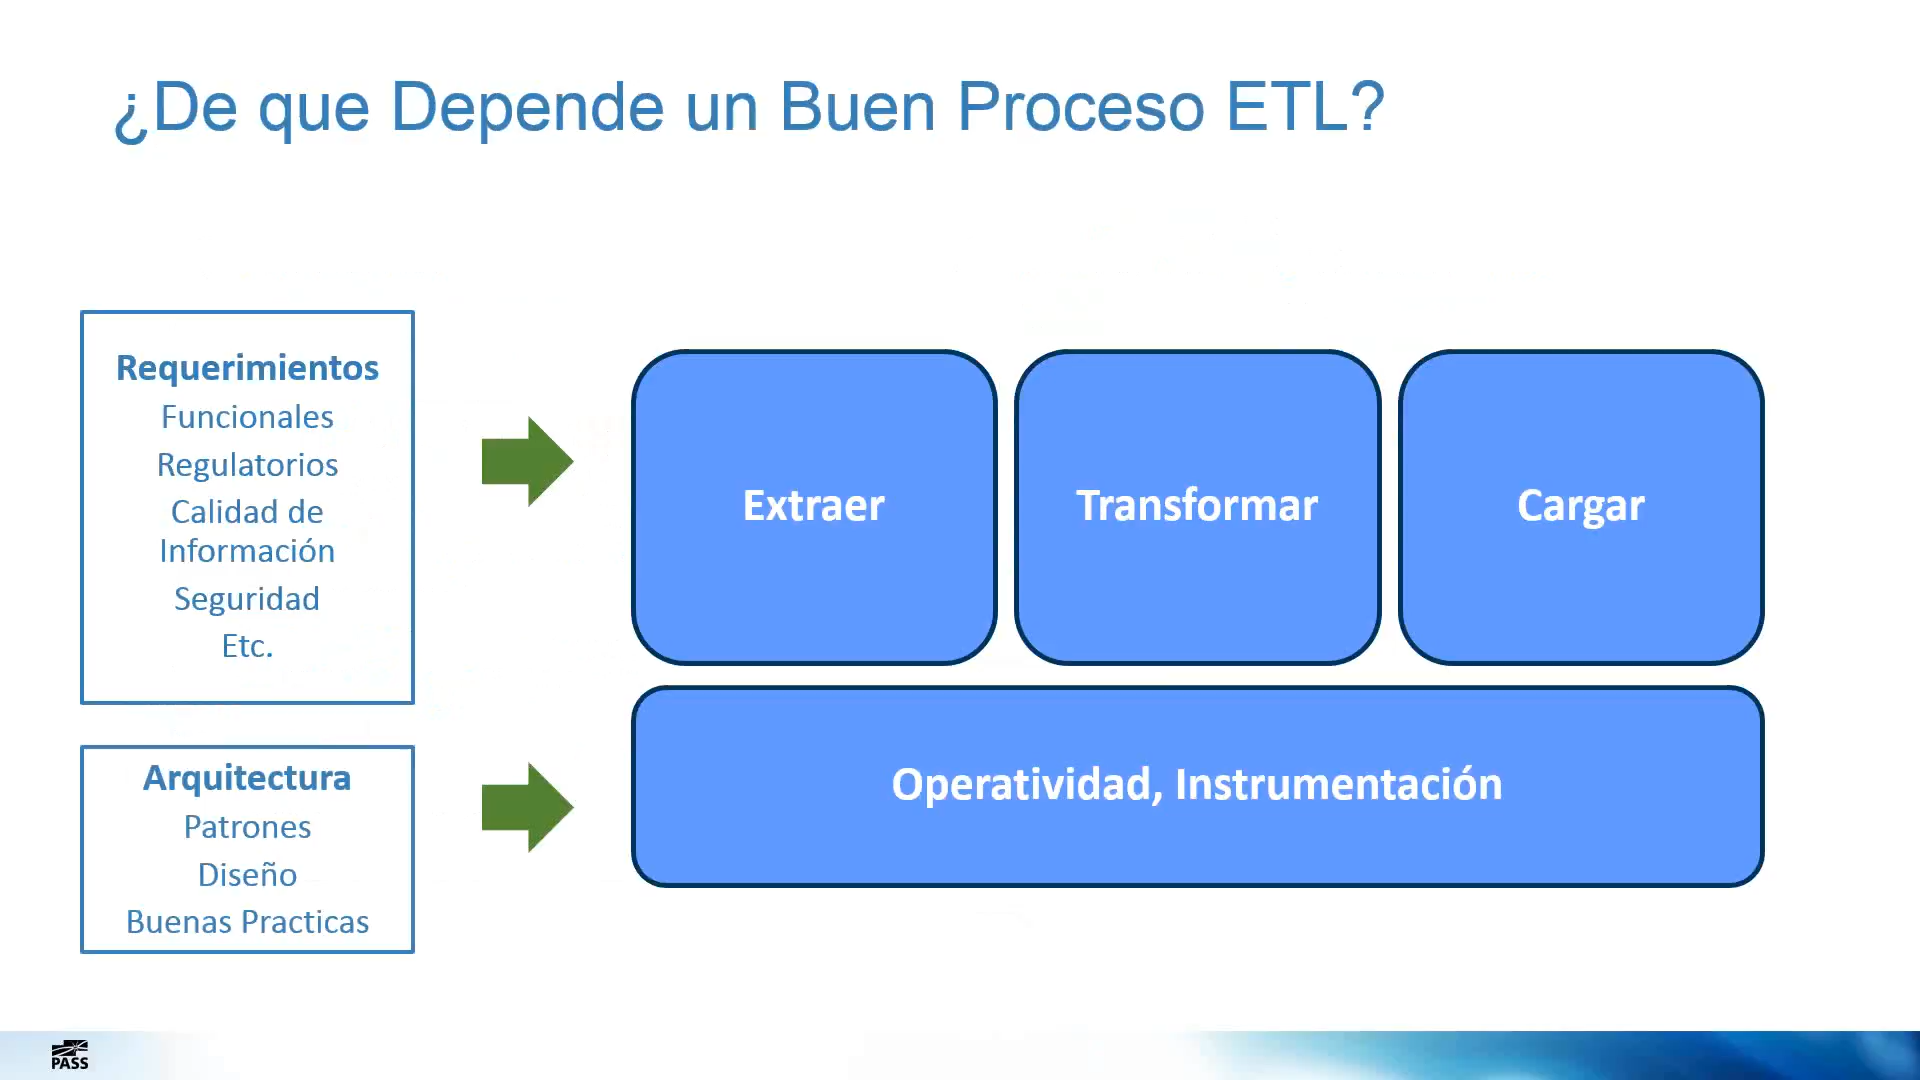 ¿De que Depende un Buen Proceso ETL?
Requerimientos
Funcionales
Regulatorios
Calidad de
Información
Seguridad
Etc.
Extraer
Transformar
Cargar
Arquitectura
Patrones
Diseño
Buenas Practicas
Operatividad, Instrumentación
PASS